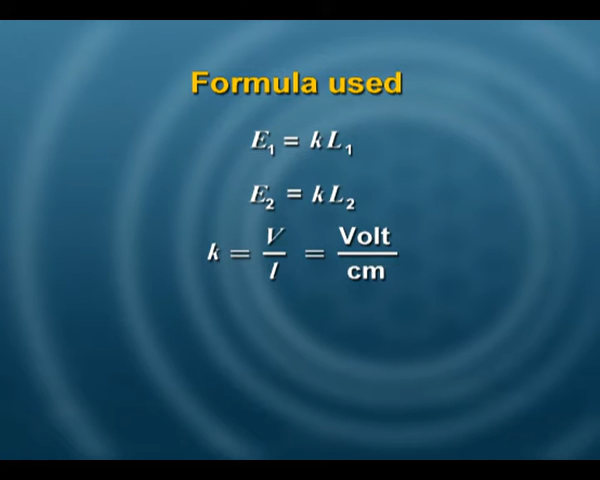 Formula used
E₁ = kL₁
E₂ = kL₂
k = V/l = Volt/cm